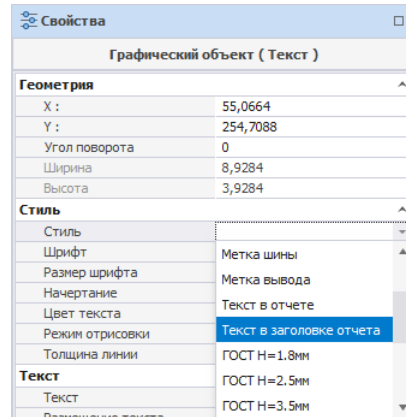 Свойства
Графический объект ( Текст )
Геометрия
X : 55,0664
Y : 254,7088
Угол поворота 0
Ширина 8,9284
Высота 3,9284
Стиль
Стиль
Шрифт
Размер шрифта
Начертание
Цвет текста
Режим отрисовки
Толщина линии
Текст
Текст
Размещение текста
Метка шины
Метка вывода
Текст в отчете
Текст в заголовке отчета
ГОСТ H=1.8мм
ГОСТ H=2.5мм
ГОСТ H=3.5мм